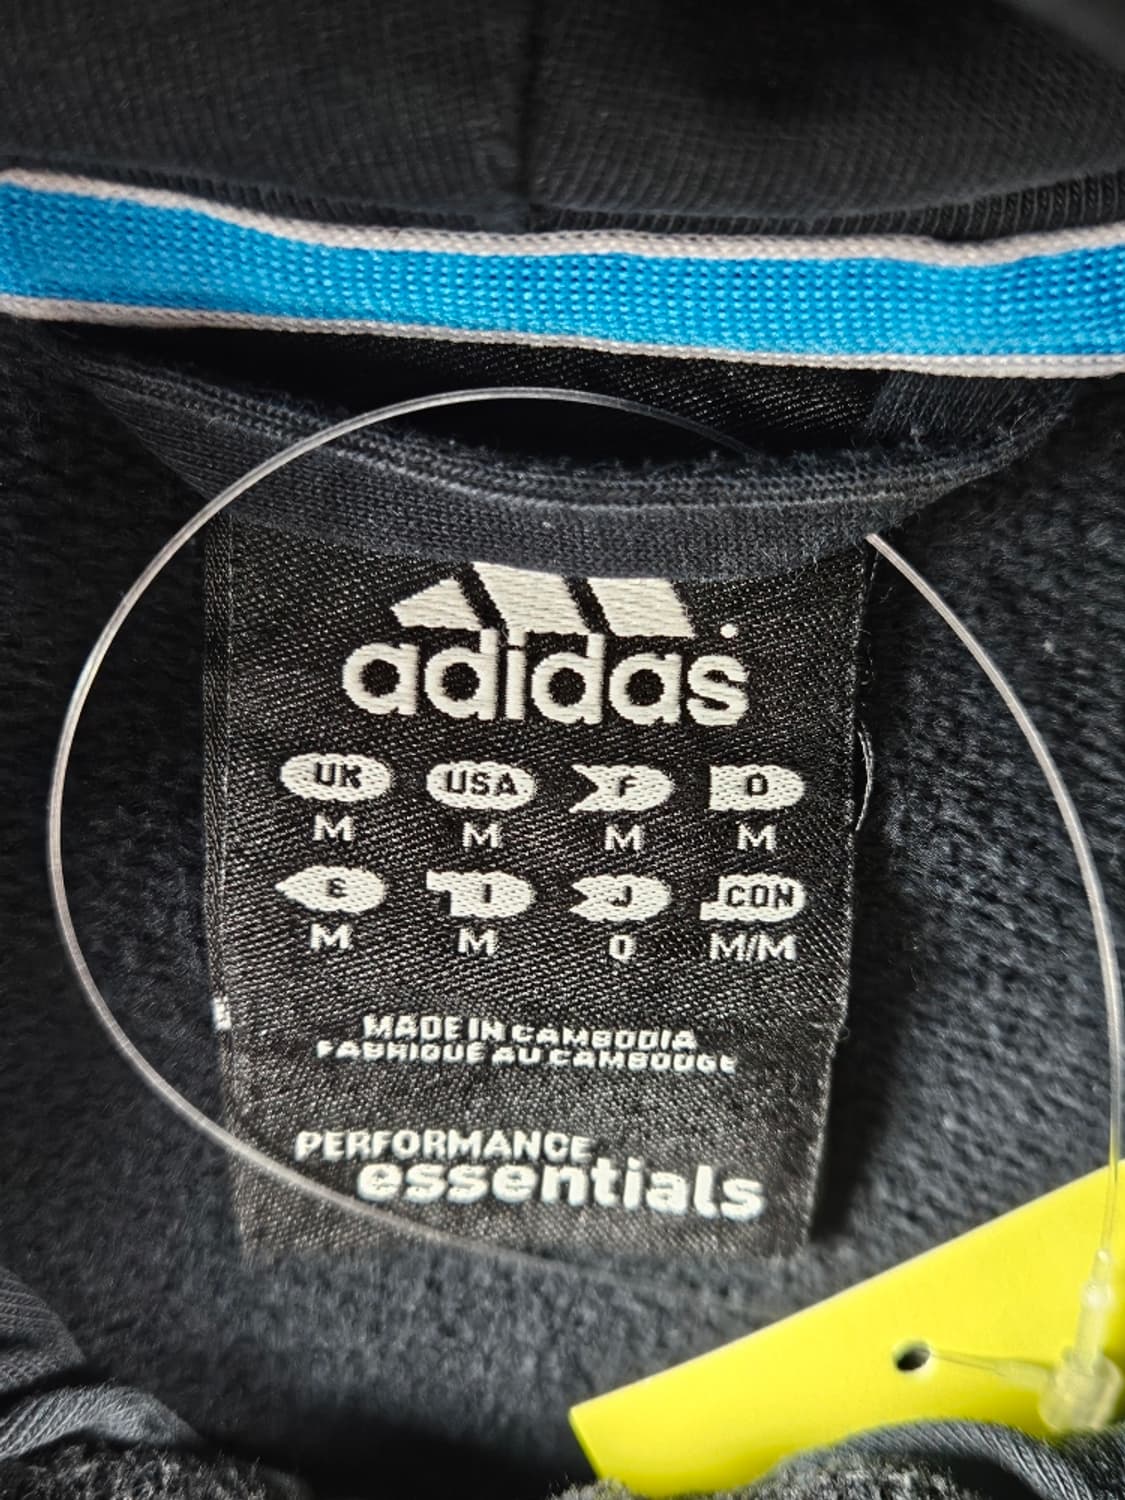 adidas
UK USA F D
M M M M
E I J CON
M M O M/M
MADE IN CAMBODIA
FABRIQUÉ AU CAMBODGE
PERFORMANCE
essentials